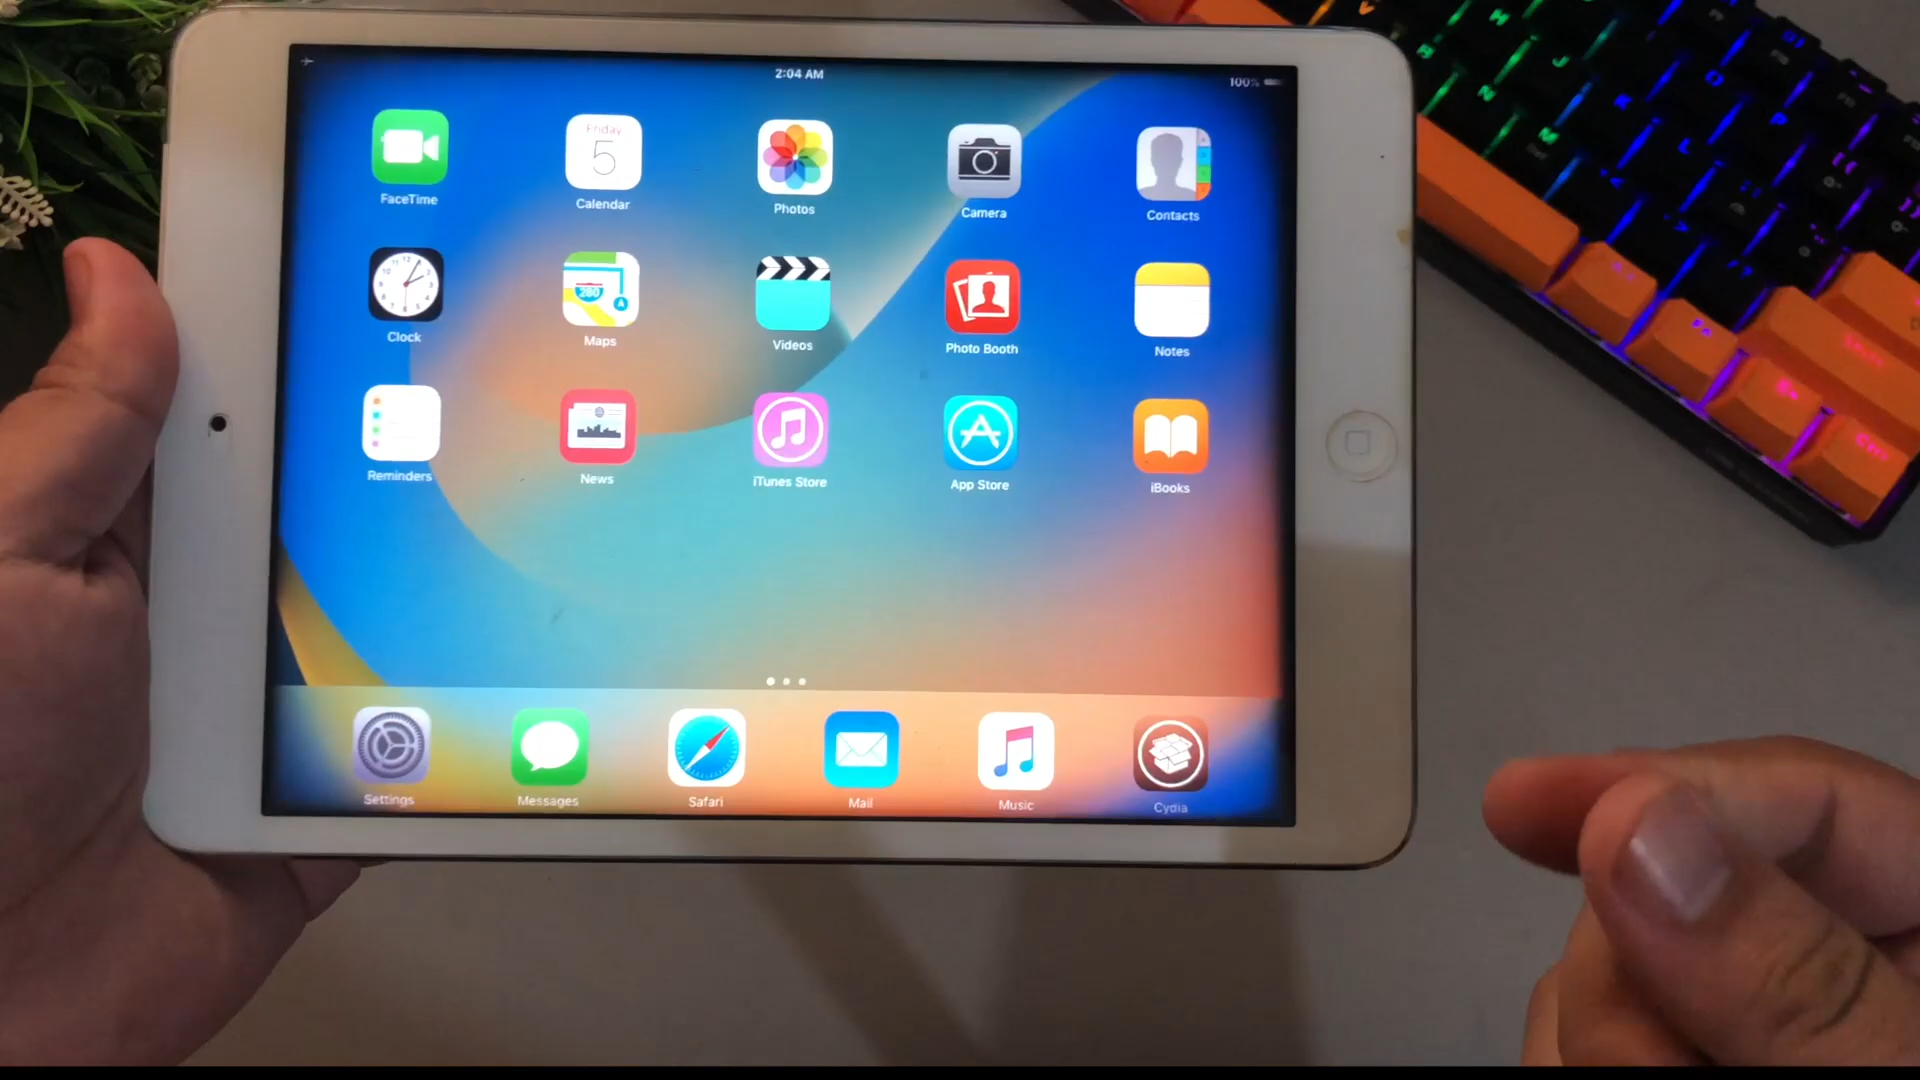 2:04 AM
100%
FaceTime
Friday
5
Calendar
Photos
Camera
Contacts
Clock
280
A
Maps
Videos
Photo Booth
Notes
Reminders
News
iTunes Store
App Store
iBooks
Settings
Messages
Safari
Mail
Music
Cydia